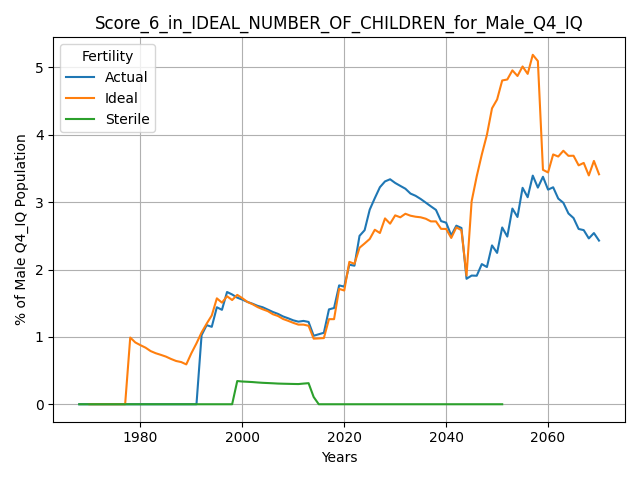 Score_6_in_IDEAL_NUMBER_OF_CHILDREN_for_Male_Q4_IQ
Fertility
Actual
Ideal
Sterile
% of Male Q4_IQ Population
5
4
3
2
1
0
1980 2000 2020 2040 2060
Years